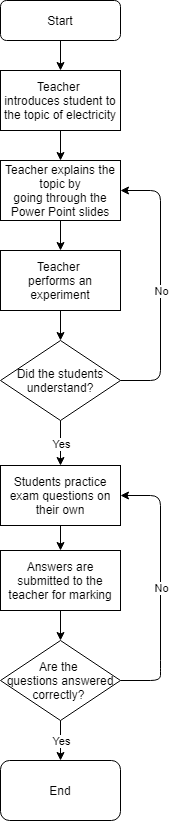 Start
Teacher
introduces student to
the topic of electricity
Teacher explains the
topic by
going through the
Power Point slides
Teacher
performs an
experiment
No
Did the students
understand?
Yes
Students practice
exam questions on
their own
Answers are
submitted to the
teacher for marking
No
Are the
questions answered
correctly?
Yes
End